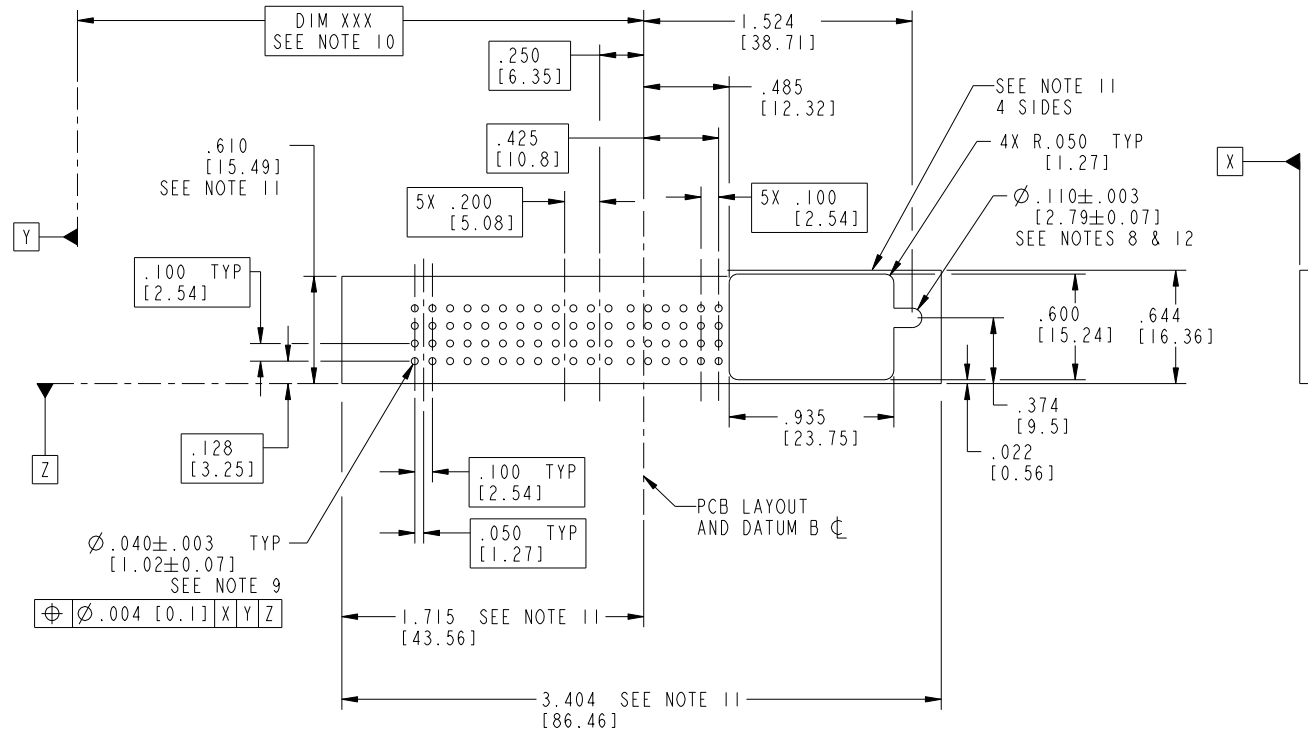 DIM XXX
SEE NOTE 10
1.524
[38.71]
.250
[6.35]
.485
[12.32]
SEE NOTE 11
4 SIDES
.425
[10.8]
4X R.050 TYP
[1.27]
.610
[15.49]
SEE NOTE 11
X
5X .200
[5.08]
5X .100
[2.54]
Ø.110±.003
[2.79±0.07]
SEE NOTES 8 & 12
Y
.100 TYP
[2.54]
.600
[15.24]
.644
[16.36]
.374
[9.5]
.935
[23.75]
.022
[0.56]
.128
[3.25]
Z
.100 TYP
[2.54]
PCB LAYOUT
AND DATUM B ℄
.050 TYP
[1.27]
Ø.040±.003 TYP
[1.02±0.07]
SEE NOTE 9
⌖ Ø.004 [0.1] X Y Z
1.715 SEE NOTE 11
[43.56]
3.404 SEE NOTE 11
[86.46]